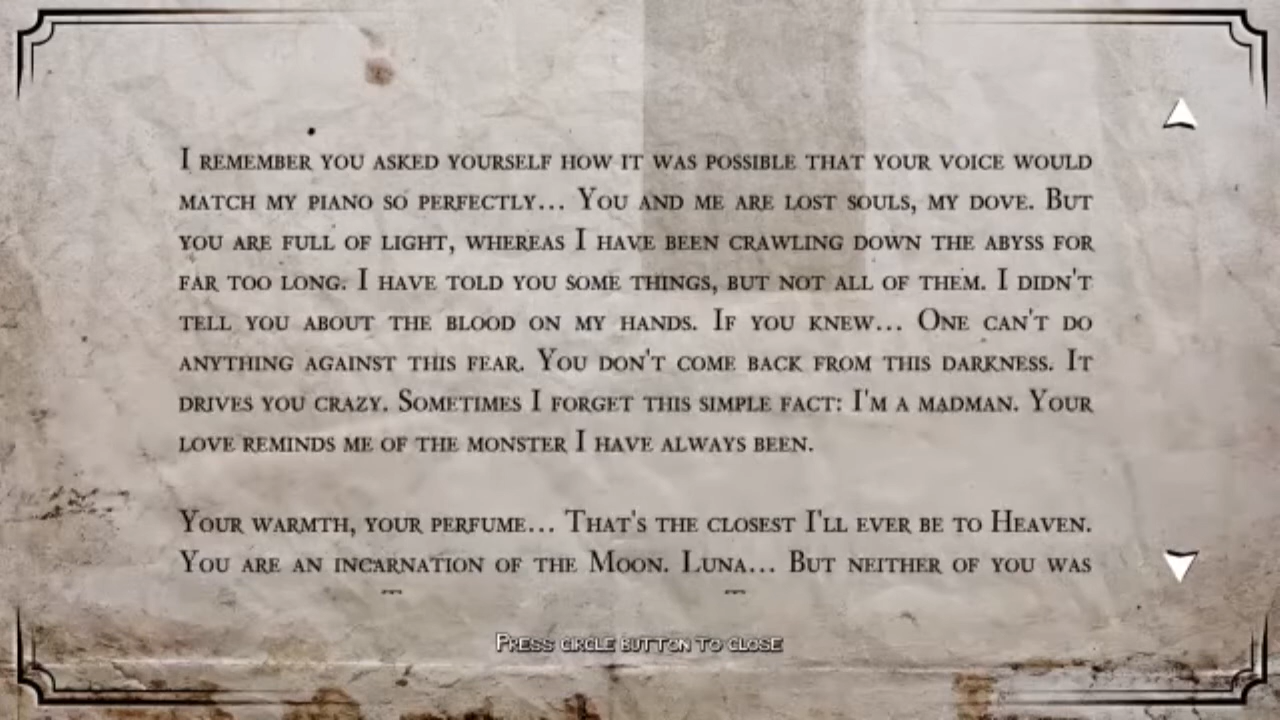 I remember you asked yourself how it was possible that your voice would
match my piano so perfectly... You and me are lost souls, my dove. But
you are full of light, whereas I have been crawling down the abyss for
far too long. I have told you some things, but not all of them. I didn't
tell you about the blood on my hands. If you knew... One can't do
anything against this fear. You don't come back from this darkness. It
drives you crazy. Sometimes I forget this simple fact: I'm a madman. Your
love reminds me of the monster I have always been.
Your warmth, your perfume... That's the closest I'll ever be to Heaven.
You are an incarnation of the Moon. Luna... But neither of you was
Press circle button to close